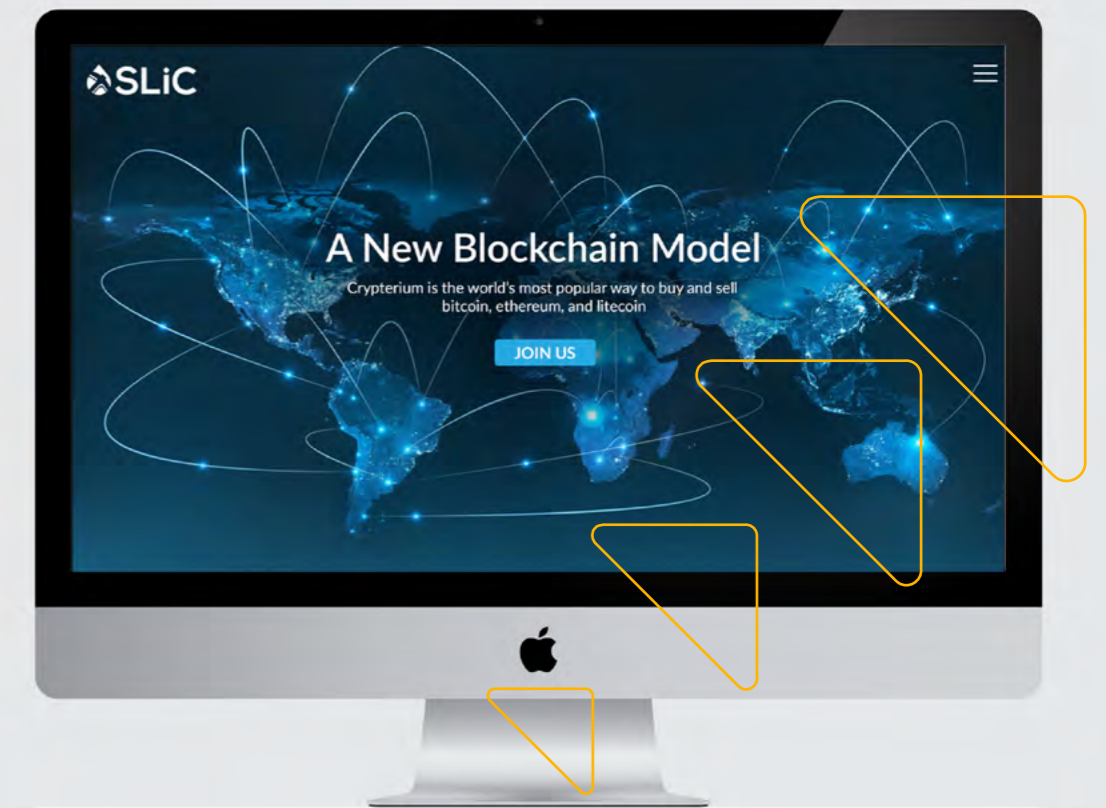 SLiC
A New Blockchain Model
Crypterium is the world's most popular way to buy and sell
bitcoin, ethereum, and litecoin
JOIN US